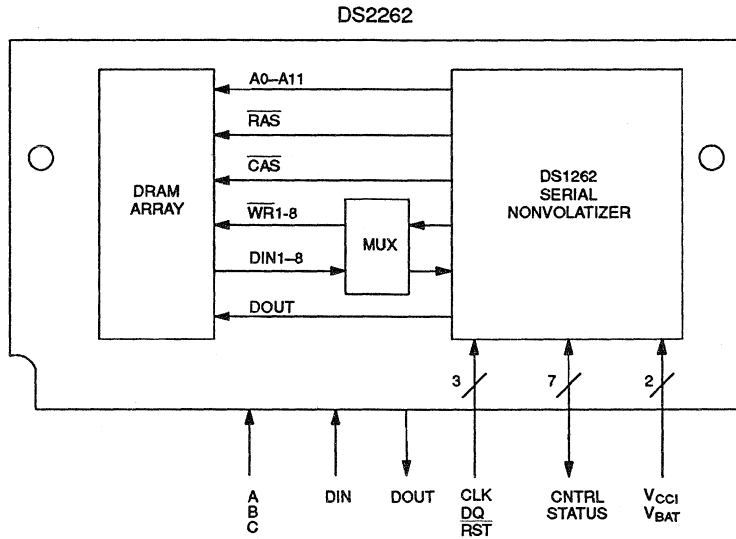 DS2262
A0–A11
RAS
CAS
WR1-8
DIN1–8
DOUT
DRAM
ARRAY
MUX
DS1262
SERIAL
NONVOLATIZER
3
7
2
A
B
C
DIN
DOUT
CLK
DQ
RST
CNTRL
STATUS
VCCI
VBAT